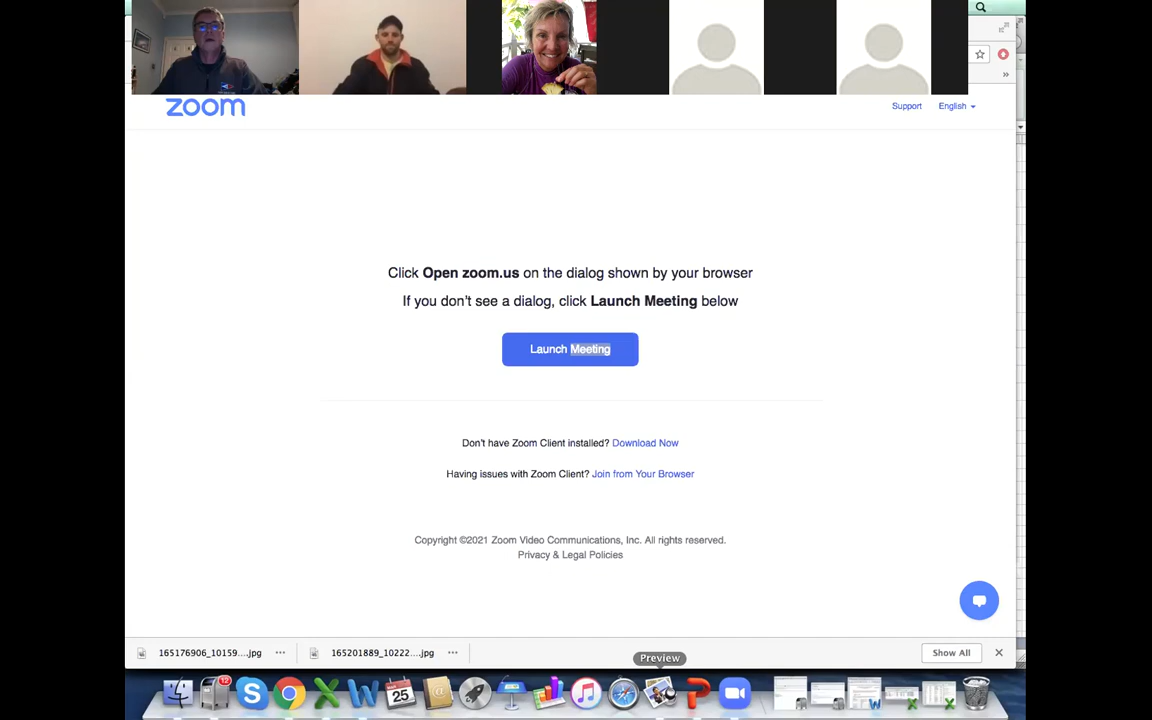 zoom
Support
English
Click Open zoom.us on the dialog shown by your browser
If you don't see a dialog, click Launch Meeting below
Launch Meeting
Don't have Zoom Client installed? Download Now
Having issues with Zoom Client? Join from Your Browser
Copyright ©2021 Zoom Video Communications, Inc. All rights reserved.
Privacy & Legal Policies
165176906_10159....jpg
165201889_10222....jpg
Show All
Preview
25